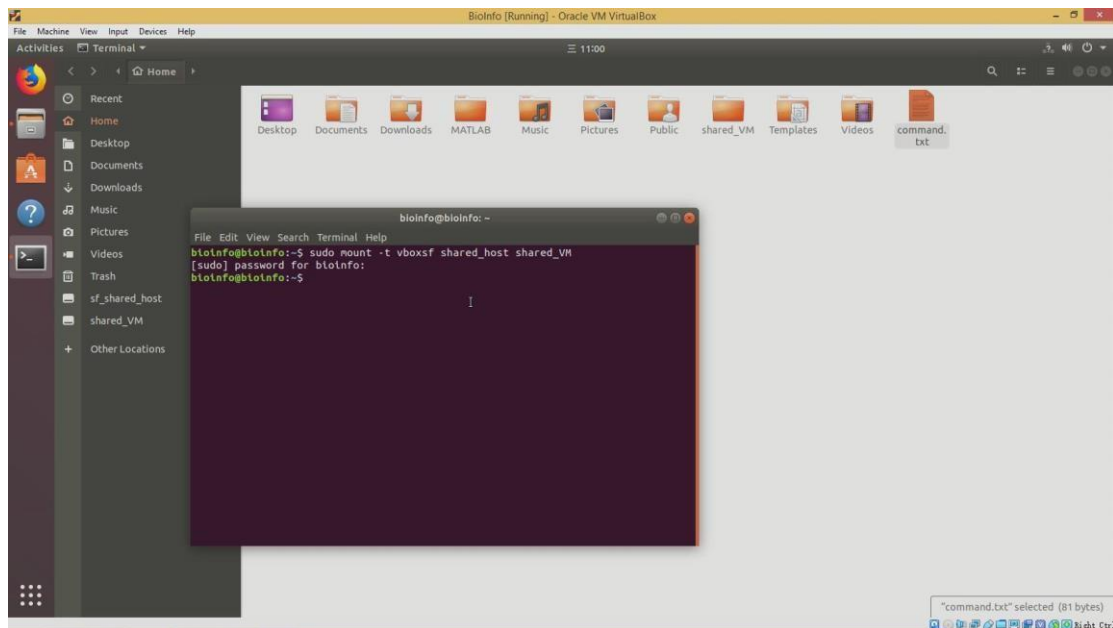 BioInfo [Running] - Oracle VM VirtualBox
File Machine View Input Devices Help
Activities Terminal 三 11:00
Home
Recent
Home
Desktop
Documents
Downloads
Music
Pictures
Videos
Trash
sf_shared_host
shared_VM
+ Other Locations
Desktop Documents Downloads MATLAB Music Pictures Public shared_VM Templates Videos command.
txt
bioinfo@bioinfo: ~
File Edit View Search Terminal Help
bioinfo@bioinfo:~$ sudo mount -t vboxsf shared_host shared_VM
[sudo] password for bioinfo:
bioinfo@bioinfo:~$
"command.txt" selected (81 bytes)
Right Ctrl